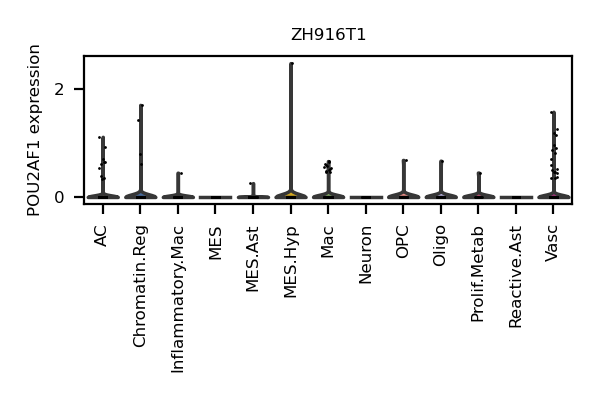 ZH916T1
POU2AF1 expression
2
0
AC
Chromatin.Reg
Inflammatory.Mac
MES
MES.Ast
MES.Hyp
Mac
Neuron
OPC
Oligo
Prolif.Metab
Reactive.Ast
Vasc